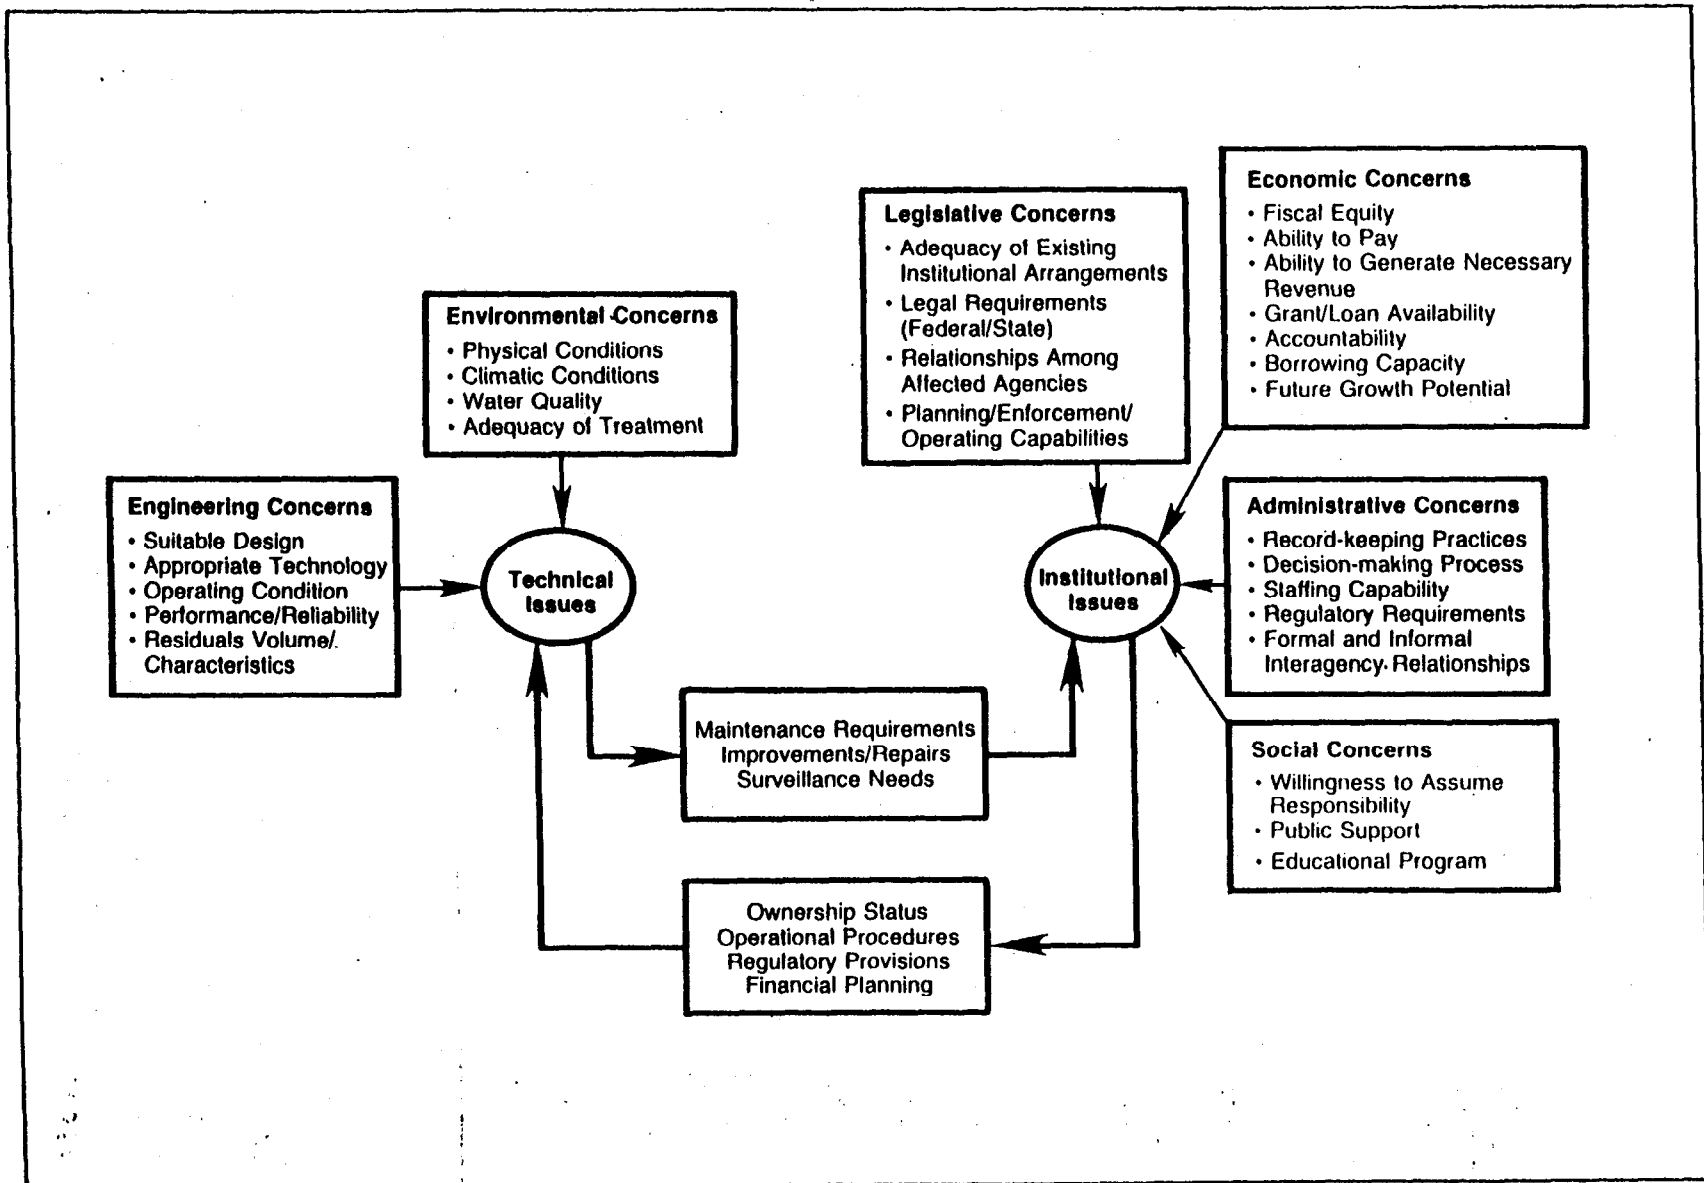 Economic Concerns
• Fiscal Equity
• Ability to Pay
• Ability to Generate Necessary
Revenue
• Grant/Loan Availability
• Accountability
• Borrowing Capacity
• Future Growth Potential
Legislative Concerns
• Adequacy of Existing
Institutional Arrangements
• Legal Requirements
(Federal/State)
• Relationships Among
Affected Agencies
• Planning/Enforcement/
Operating Capabilities
Environmental Concerns
• Physical Conditions
• Climatic Conditions
• Water Quality
• Adequacy of Treatment
Engineering Concerns
• Suitable Design
• Appropriate Technology
• Operating Condition
• Performance/Reliability
• Residuals Volume/
Characteristics
Technical
Issues
Institutional
Issues
Administrative Concerns
• Record-keeping Practices
• Decision-making Process
• Staffing Capability
• Regulatory Requirements
• Formal and Informal
Interagency Relationships
Maintenance Requirements
Improvements/Repairs
Surveillance Needs
Social Concerns
• Willingness to Assume
Responsibility
• Public Support
• Educational Program
Ownership Status
Operational Procedures
Regulatory Provisions
Financial Planning